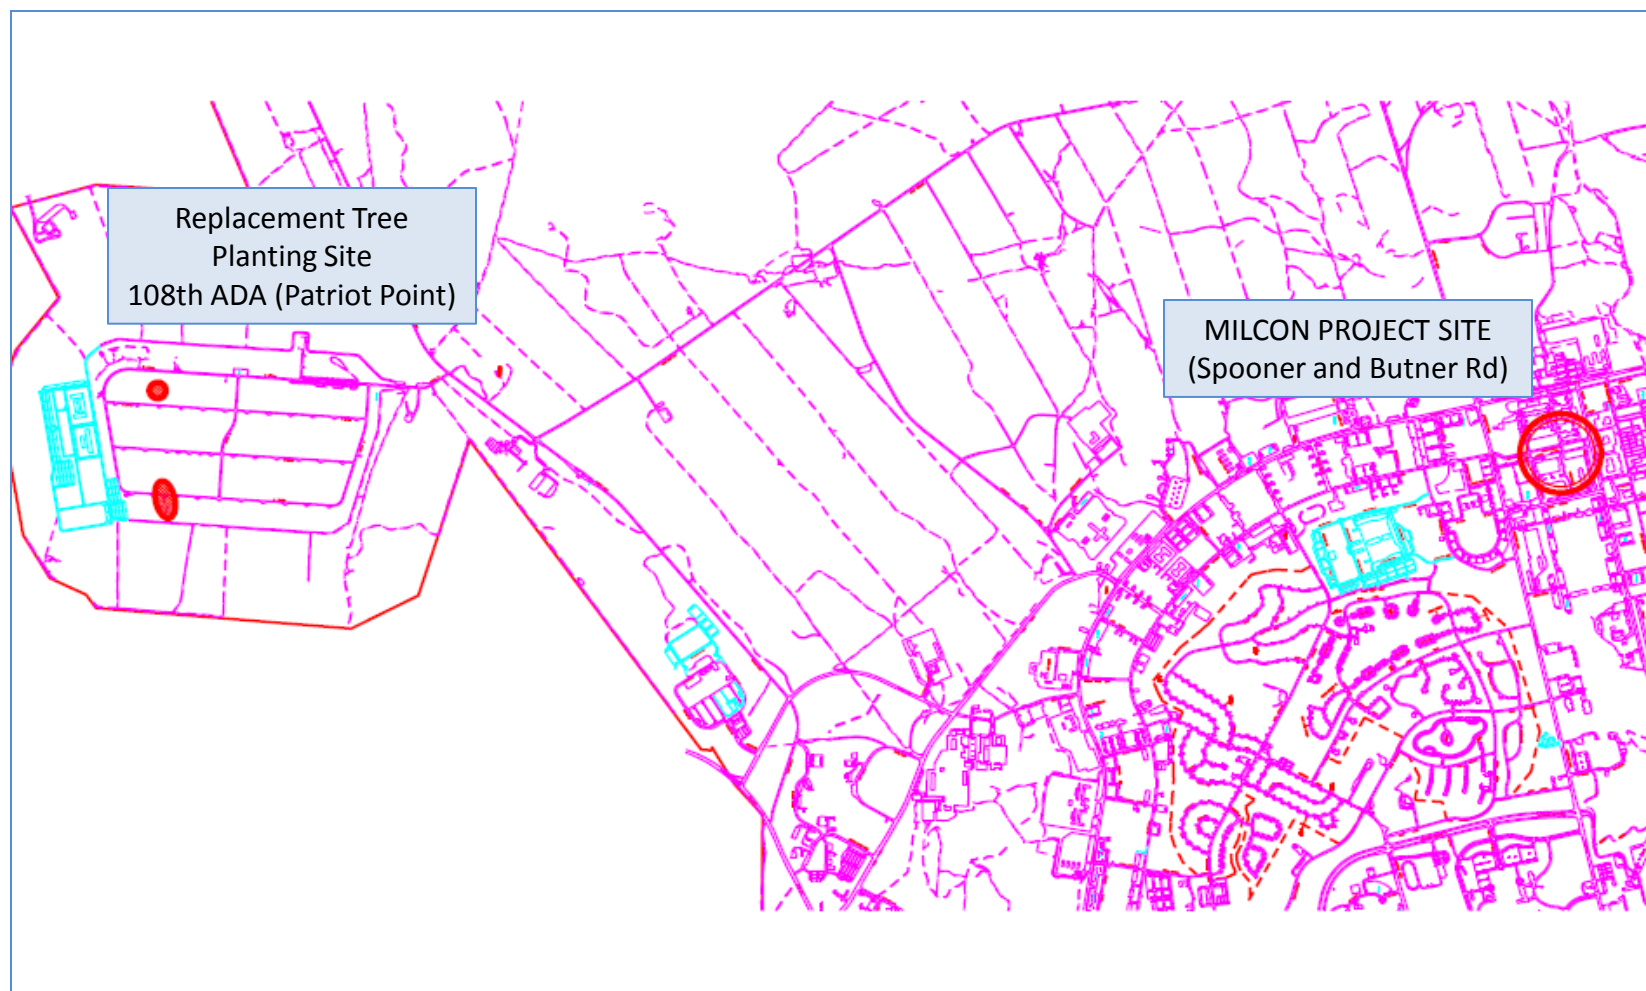 Replacement Tree
Planting Site
108th ADA (Patriot Point)
MILCON PROJECT SITE
(Spooner and Butner Rd)